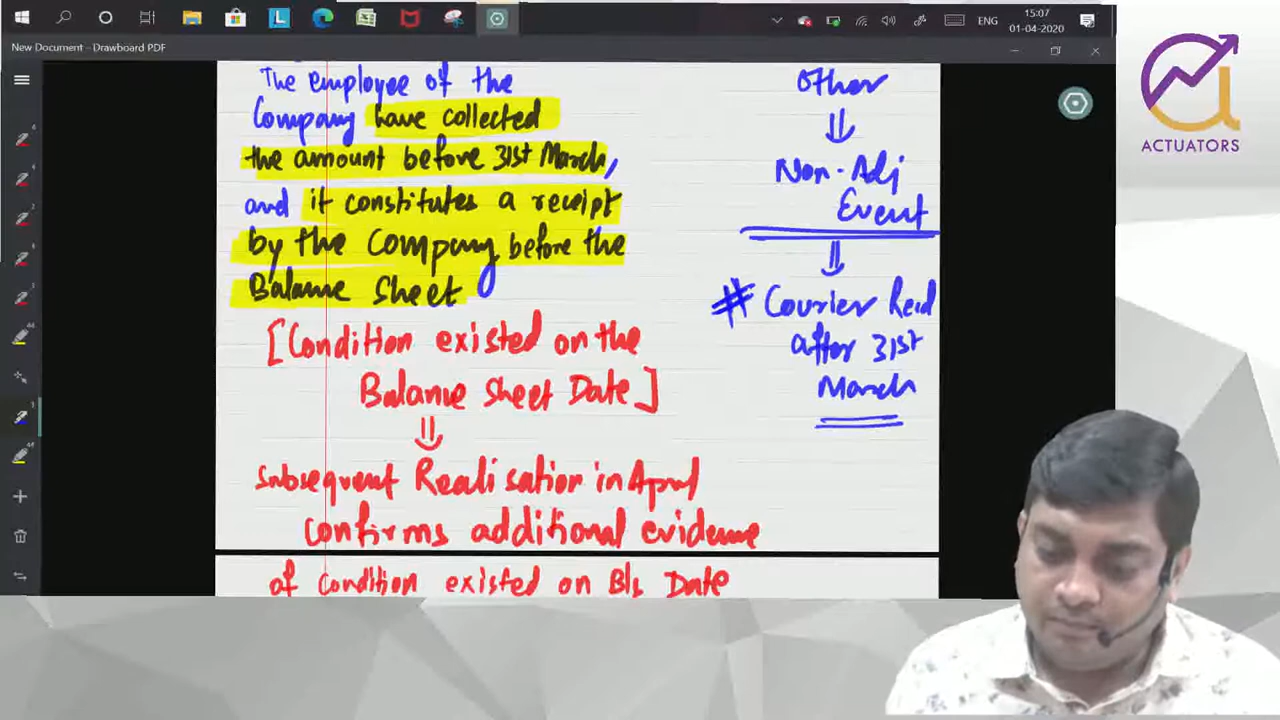 15:07
ENG
01-04-2020
New Document - Drawboard PDF
The employee of the
Company have collected
the amount before 31st March,
and it constitutes a receipt
by the Company before the
Balance Sheet
[Condition existed on the
Balance Sheet Date]
⇓
Subsequent Realisation in April
confirms additional evidence
of condition existed on B/s Date
Other
⇓
Non-Adj
Event
⇓
# Courier Recd
after 31st
March
ACTUATORS